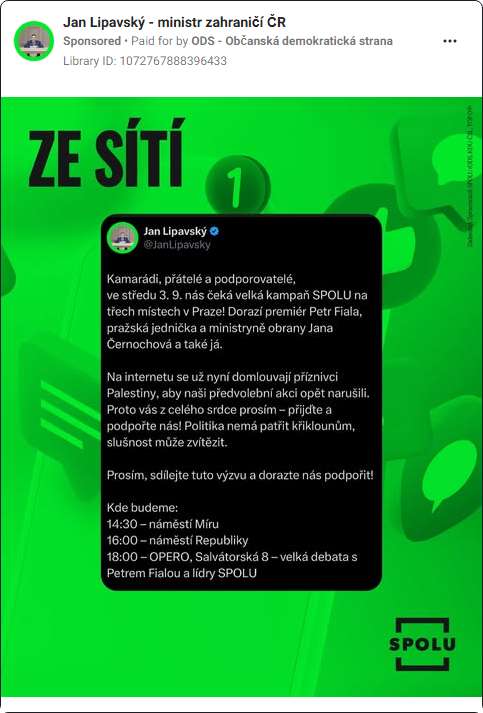 Jan Lipavský - ministr zahraničí ČR
Sponsored • Paid for by ODS - Občanská demokratická strana
Library ID: 1072767888396433
ZE SÍTÍ
1
Jan Lipavský
@JanLipavsky
Kamarádi, přátelé a podporovatelé,
ve středu 3. 9. nás čeká velká kampaň SPOLU na
třech místech v Praze! Dorazí premiér Petr Fiala,
pražská jednička a ministryně obrany Jana
Černochová a také já.
Na internetu se už nyní domlouvají příznivci
Palestiny, aby naši předvolební akci opět narušili.
Proto vás z celého srdce prosím – přijďte a
podpořte nás! Politika nemá patřit křiklounům,
slušnost může zvítězit.
Prosím, sdílejte tuto výzvu a dorazte nás podpořit!
Kde budeme:
14:30 – náměstí Míru
16:00 – náměstí Republiky
18:00 – OPERO, Salvátorská 8 – velká debata s
Petrem Fialou a lídry SPOLU
SPOLU